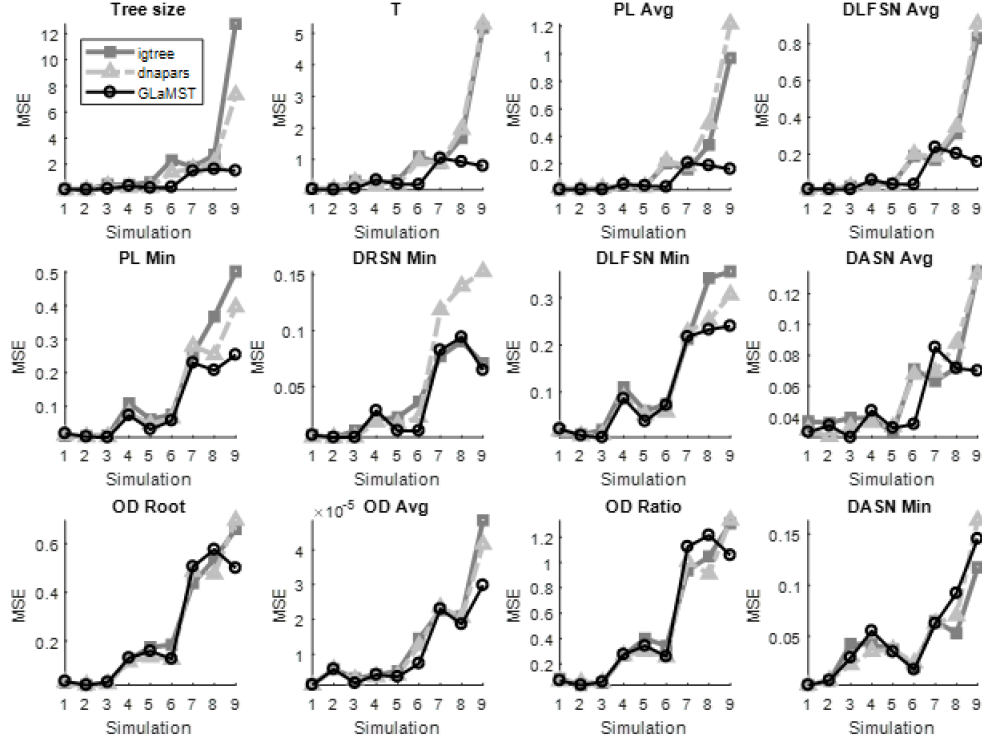 Tree size
12
10
8
6
4
2
MSE
igtree
dnapars
GLaMST
1 2 3 4 5 6 7 8 9
Simulation
T
5
4
3
2
1
MSE
1 2 3 4 5 6 7 8 9
Simulation
PL Avg
1.2
1
0.8
0.6
0.4
0.2
MSE
1 2 3 4 5 6 7 8 9
Simulation
DLFSN Avg
0.8
0.6
0.4
0.2
MSE
1 2 3 4 5 6 7 8 9
Simulation
PL Min
0.5
0.4
0.3
0.2
0.1
MSE
1 2 3 4 5 6 7 8 9
Simulation
DRSN Min
0.15
0.1
0.05
MSE
1 2 3 4 5 6 7 8 9
Simulation
DLFSN Min
0.3
0.2
0.1
MSE
1 2 3 4 5 6 7 8 9
Simulation
DASN Avg
0.12
0.1
0.08
0.06
0.04
MSE
1 2 3 4 5 6 7 8 9
Simulation
OD Root
0.6
0.4
0.2
MSE
1 2 3 4 5 6 7 8 9
Simulation
×10^-5 OD Avg
4
3
2
1
MSE
1 2 3 4 5 6 7 8 9
Simulation
OD Ratio
1.2
1
0.8
0.6
0.4
0.2
MSE
1 2 3 4 5 6 7 8 9
Simulation
DASN Min
0.15
0.1
0.05
MSE
1 2 3 4 5 6 7 8 9
Simulation